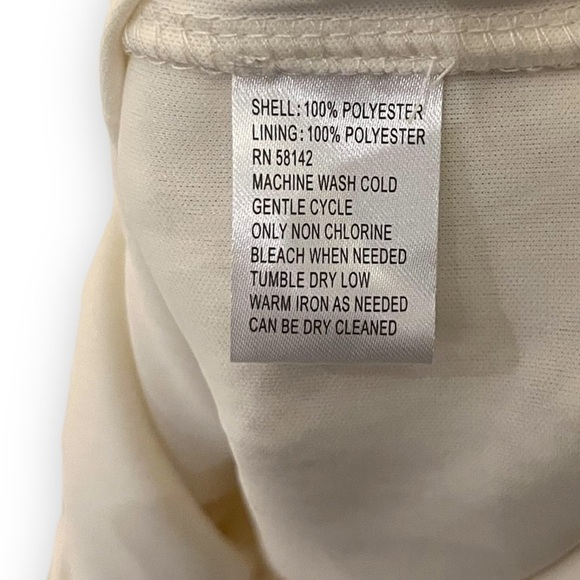 SHELL: 100% POLYESTER
LINING: 100% POLYESTER
RN 58142
MACHINE WASH COLD
GENTLE CYCLE
ONLY NON CHLORINE
BLEACH WHEN NEEDED
TUMBLE DRY LOW
WARM IRON AS NEEDED
CAN BE DRY CLEANED